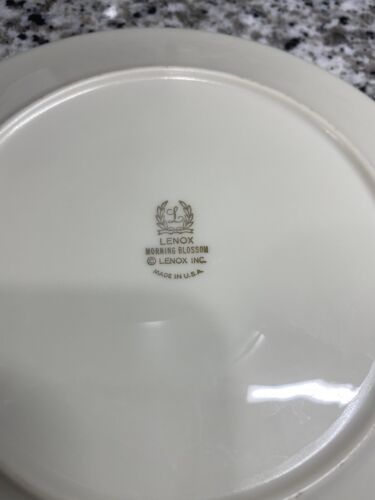 L
LENOX
MORNING BLOSSOM
© LENOX INC.
MADE IN U.S.A.